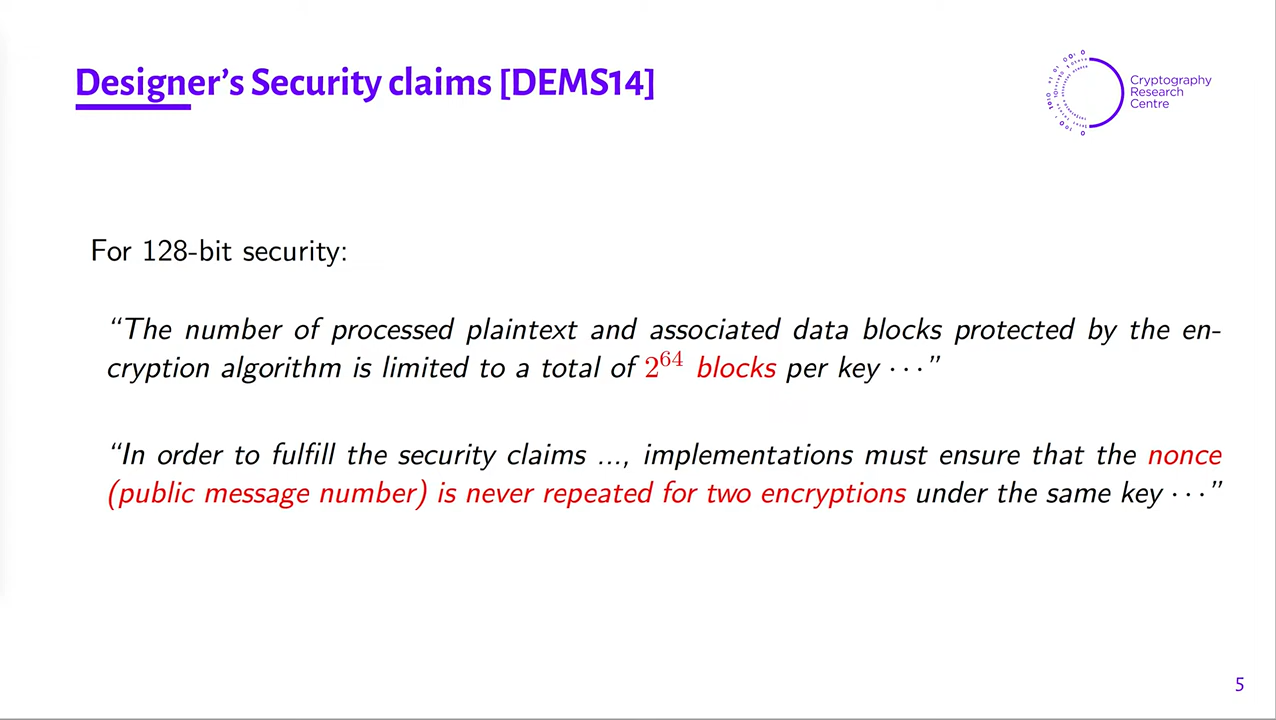 Designer's Security claims [DEMS14]
Cryptography
Research
Centre
For 128-bit security:
“The number of processed plaintext and associated data blocks protected by the en-
cryption algorithm is limited to a total of 2^64 blocks per key ···”
“In order to fulfill the security claims ..., implementations must ensure that the nonce
(public message number) is never repeated for two encryptions under the same key ···”
5